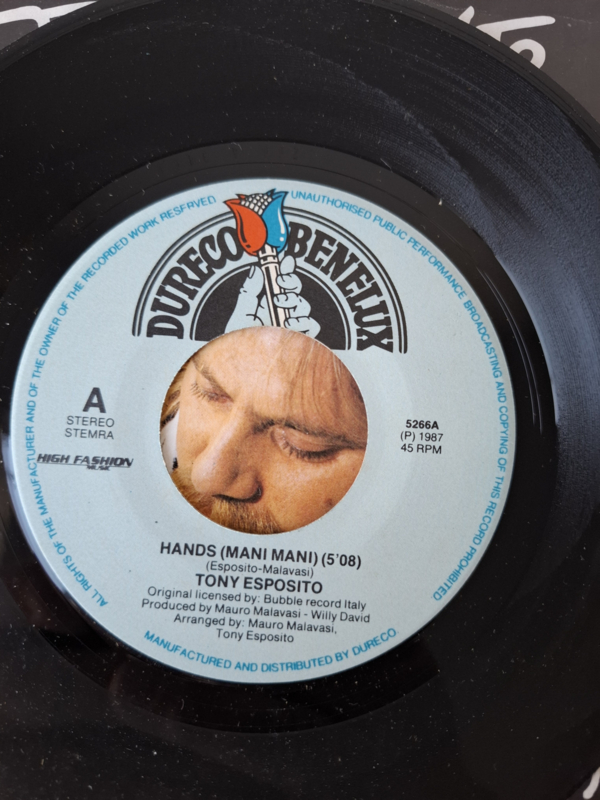 DURECO BENELUX
UNAUTHORISED PUBLIC PERFORMANCE BROADCASTING AND COPYING OF THIS RECORD PROHIBITED
ALL RIGHTS OF THE MANUFACTURER AND OF THE OWNER OF THE RECORDED WORK RESERVED
A
STEREO
STEMRA
HIGH FASHION
MUSIC
5266A
(P) 1987
45 RPM
HANDS (MANI MANI) (5'08)
(Esposito-Malavasi)
TONY ESPOSITO
Original licensed by: Bubble record Italy
Produced by Mauro Malavasi - Willy David
Arranged by: Mauro Malavasi,
Tony Esposito
MANUFACTURED AND DISTRIBUTED BY DURECO